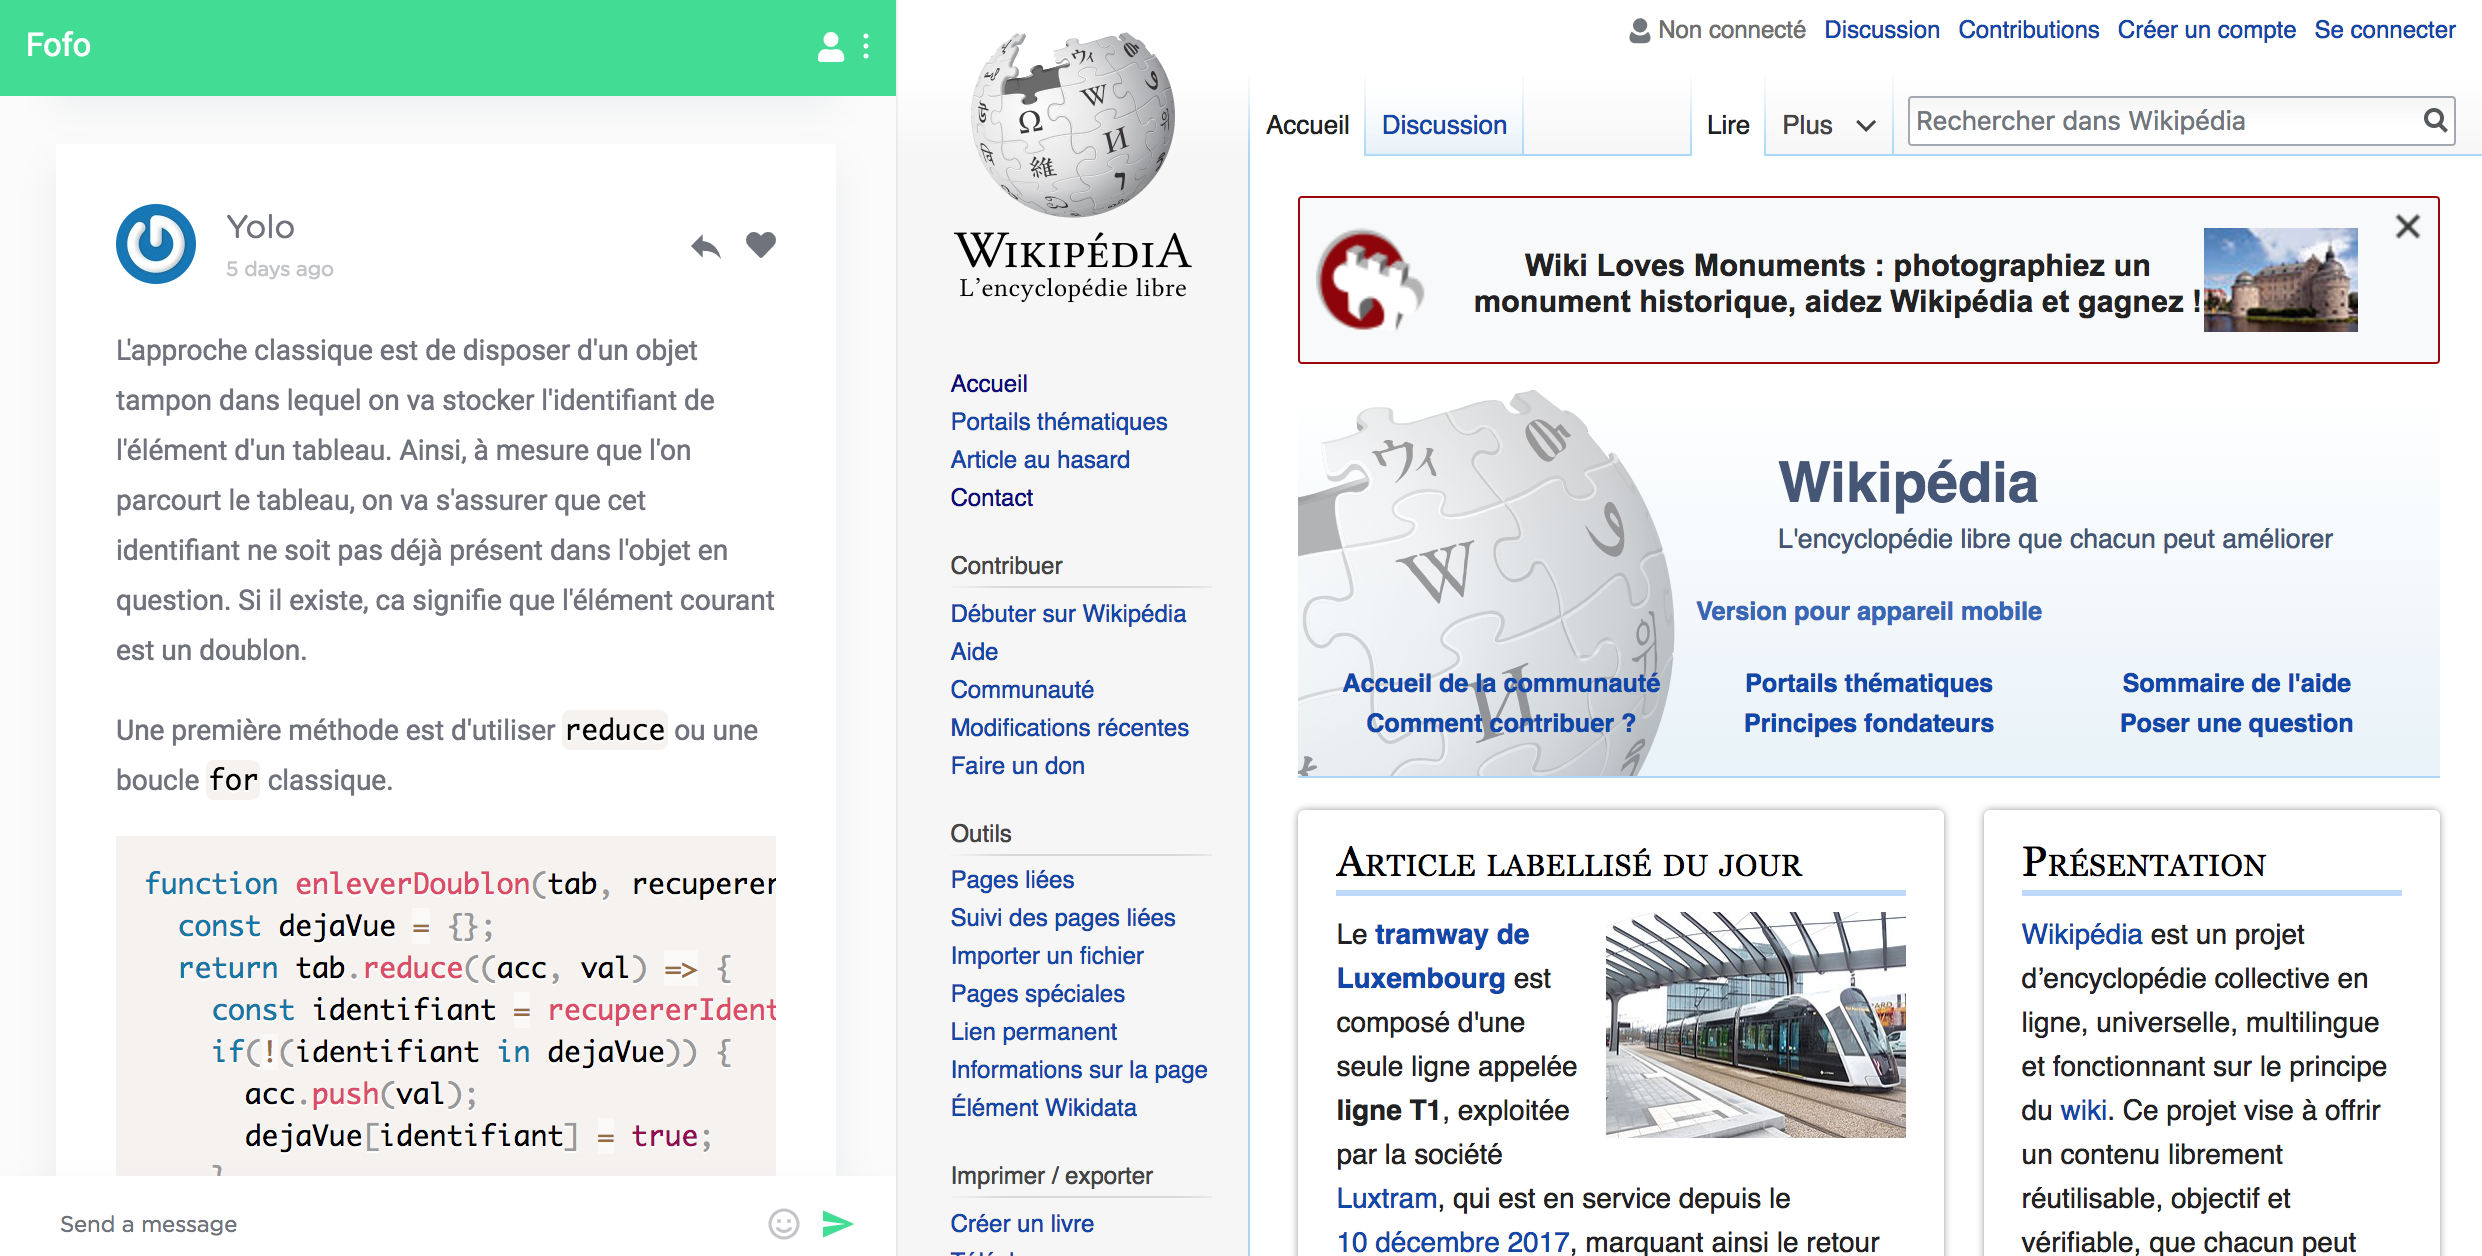 Fofo
Yolo
5 days ago
L'approche classique est de disposer d'un objet
tampon dans lequel on va stocker l'identifiant de
l'élément d'un tableau. Ainsi, à mesure que l'on
parcourt le tableau, on va s'assurer que cet
identifiant ne soit pas déjà présent dans l'objet en
question. Si il existe, ca signifie que l'élément courant
est un doublon.
Une première méthode est d'utiliser reduce ou une
boucle for classique.
function enleverDoublon(tab, recuperer
const dejaVue = {};
return tab.reduce((acc, val) => {
const identifiant = recupererIdent
if(!(identifiant in dejaVue)) {
acc.push(val);
dejaVue[identifiant] = true;
}
Send a message
WIKIPÉDIA
L'encyclopédie libre
Accueil
Portails thématiques
Article au hasard
Contact
Contribuer
Débuter sur Wikipédia
Aide
Communauté
Modifications récentes
Faire un don
Outils
Pages liées
Suivi des pages liées
Importer un fichier
Pages spéciales
Lien permanent
Informations sur la page
Élément Wikidata
Imprimer / exporter
Créer un livre
Non connecté Discussion Contributions Créer un compte Se connecter
Accueil Discussion Lire Plus Rechercher dans Wikipédia
Wiki Loves Monuments : photographiez un
monument historique, aidez Wikipédia et gagnez !
Wikipédia
L'encyclopédie libre que chacun peut améliorer
Version pour appareil mobile
Accueil de la communauté Portails thématiques Sommaire de l'aide
Comment contribuer ? Principes fondateurs Poser une question
ARTICLE LABELLISÉ DU JOUR
Le tramway de
Luxembourg est
composé d'une
seule ligne appelée
ligne T1, exploitée
par la société
Luxtram, qui est en service depuis le
10 décembre 2017, marquant ainsi le retour
PRÉSENTATION
Wikipédia est un projet
d’encyclopédie collective en
ligne, universelle, multilingue
et fonctionnant sur le principe
du wiki. Ce projet vise à offrir
un contenu librement
réutilisable, objectif et
vérifiable, que chacun peut